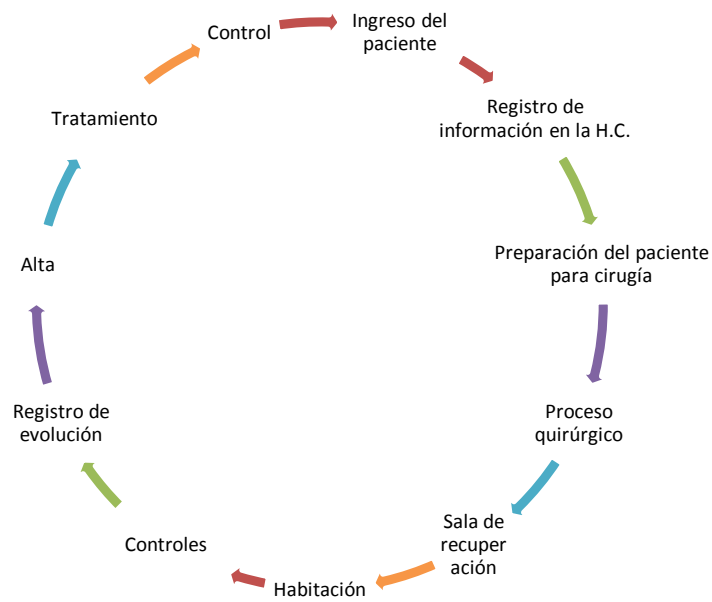 Control
Ingreso del
paciente
Registro de
información en la H.C.
Preparación del paciente
para cirugía
Proceso
quirúrgico
Sala de
recuper
ación
Habitación
Controles
Registro de
evolución
Alta
Tratamiento